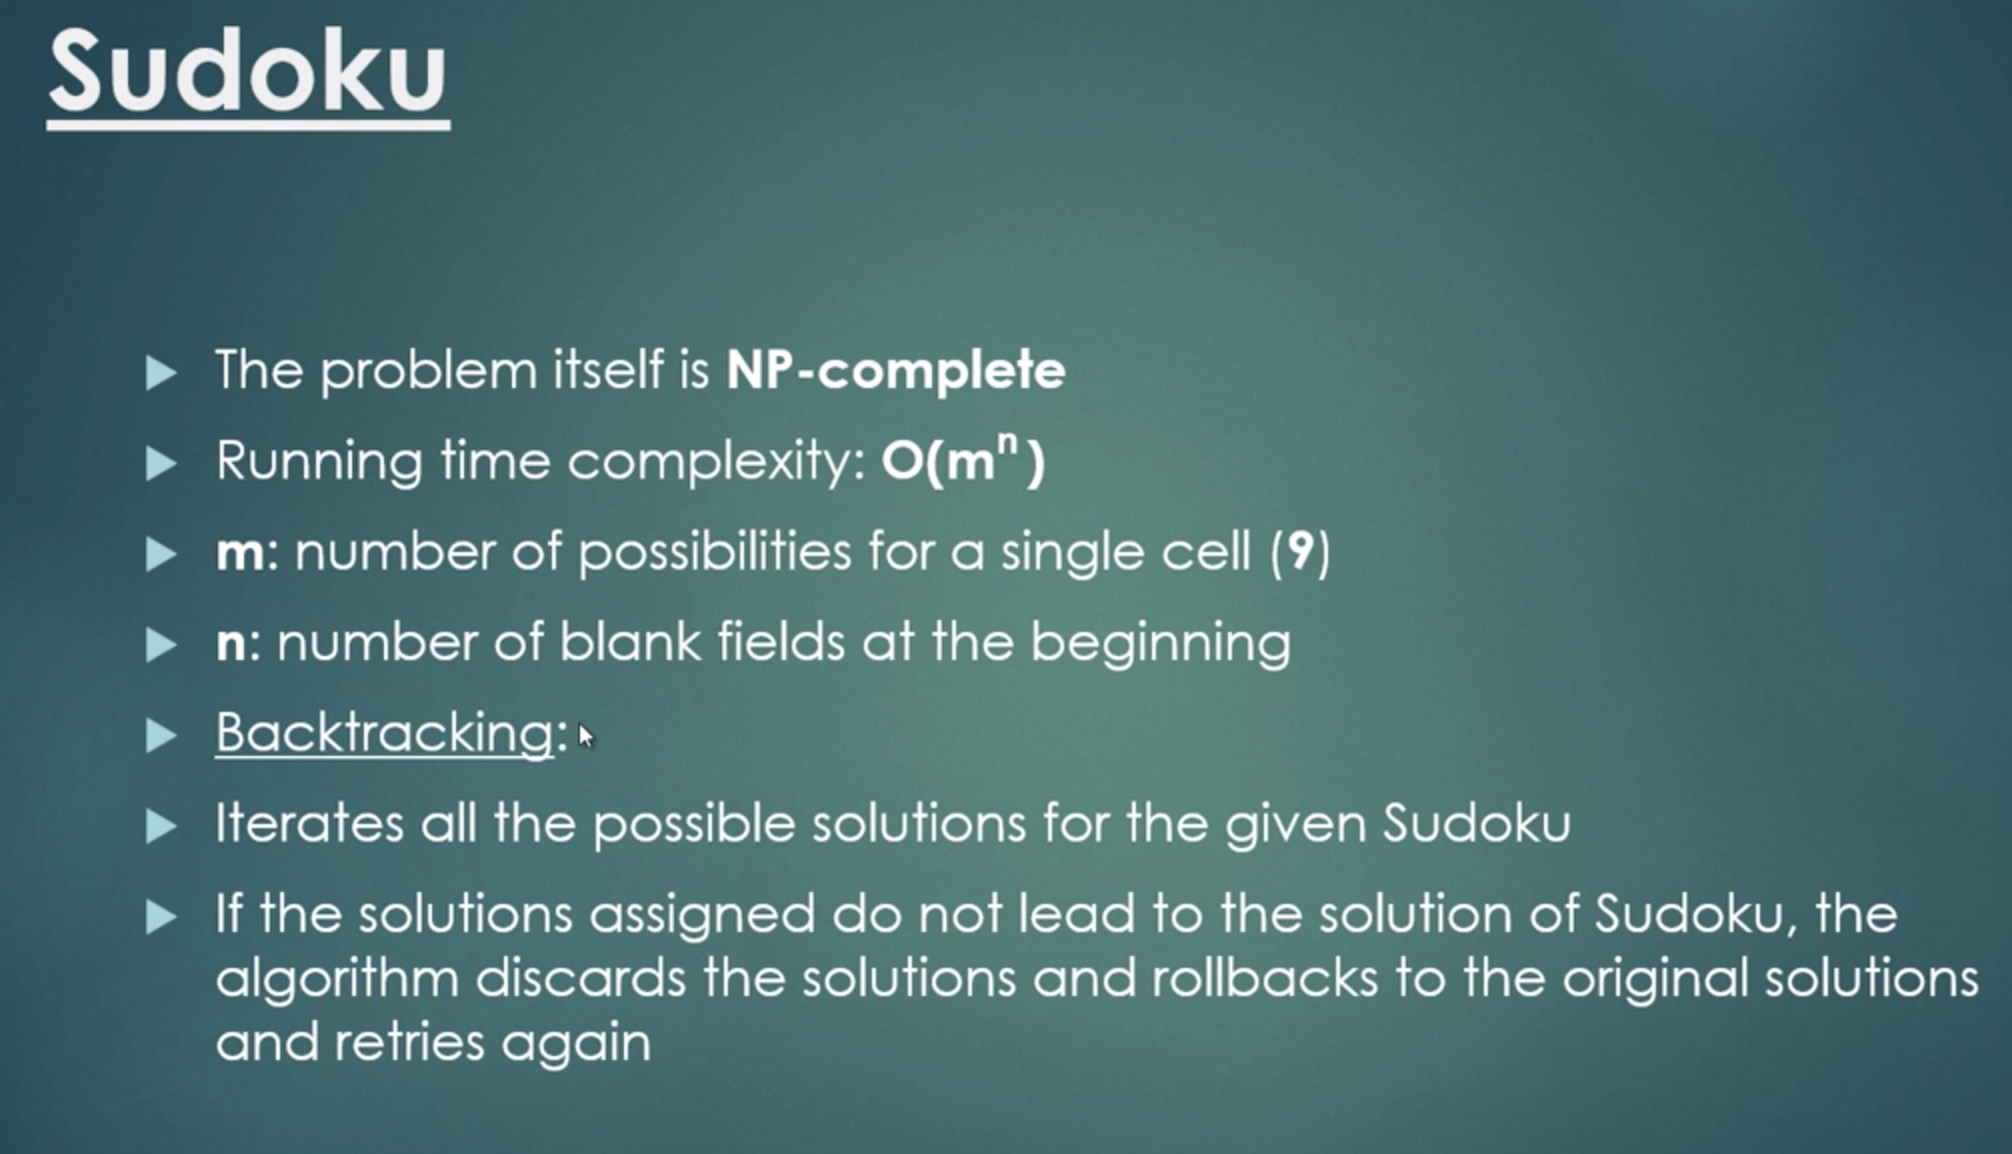 Sudoku
The problem itself is NP-complete
Running time complexity: O(mⁿ)
m: number of possibilities for a single cell (9)
n: number of blank fields at the beginning
Backtracking:
Iterates all the possible solutions for the given Sudoku
If the solutions assigned do not lead to the solution of Sudoku, the
algorithm discards the solutions and rollbacks to the original solutions
and retries again